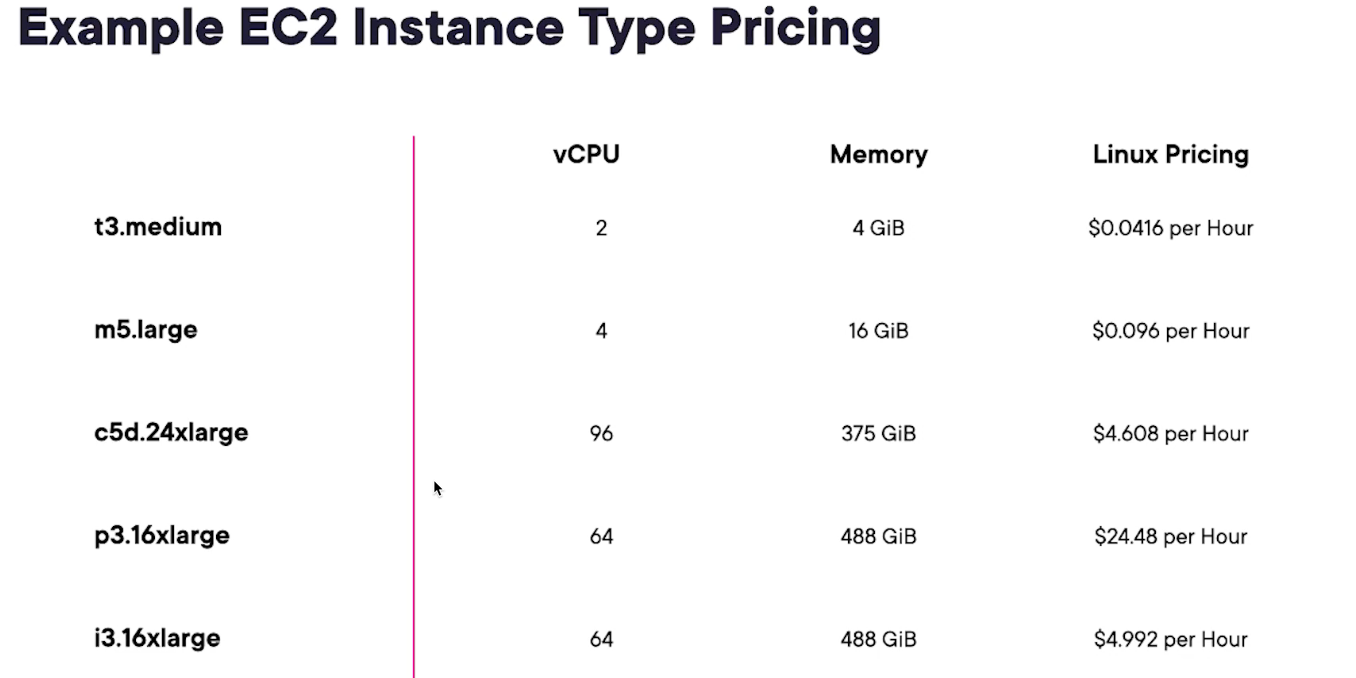 Example EC2 Instance Type Pricing
vCPU Memory Linux Pricing
t3.medium 2 4 GiB $0.0416 per Hour
m5.large 4 16 GiB $0.096 per Hour
c5d.24xlarge 96 375 GiB $4.608 per Hour
p3.16xlarge 64 488 GiB $24.48 per Hour
i3.16xlarge 64 488 GiB $4.992 per Hour